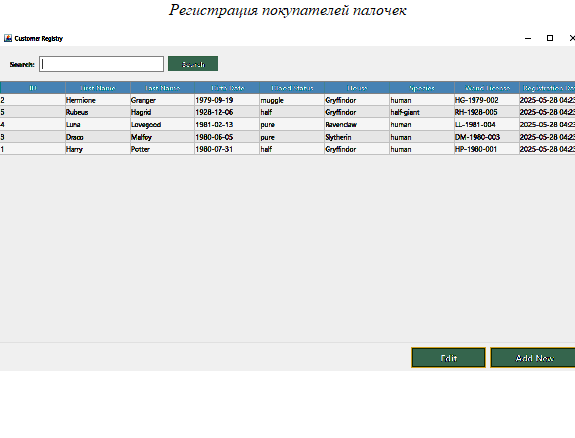 Регистрация покупателей палочек
Customer Registry
Search: Search
ID First Name Last Name Birth Date Blood Status House Species Wand License Registration Da
2 Hermione Granger 1979-09-19 muggle Gryffindor human HG-1979-002 2025-05-28 04:23
5 Rubeus Hagrid 1928-12-06 half Gryffindor half-giant RH-1928-005 2025-05-28 04:23
4 Luna Lovegood 1981-02-13 pure Ravenclaw human LL-1981-004 2025-05-28 04:23
3 Draco Malfoy 1980-06-05 pure Slytherin human DM-1980-003 2025-05-28 04:23
1 Harry Potter 1980-07-31 half Gryffindor human HP-1980-001 2025-05-28 04:23
Edit Add New